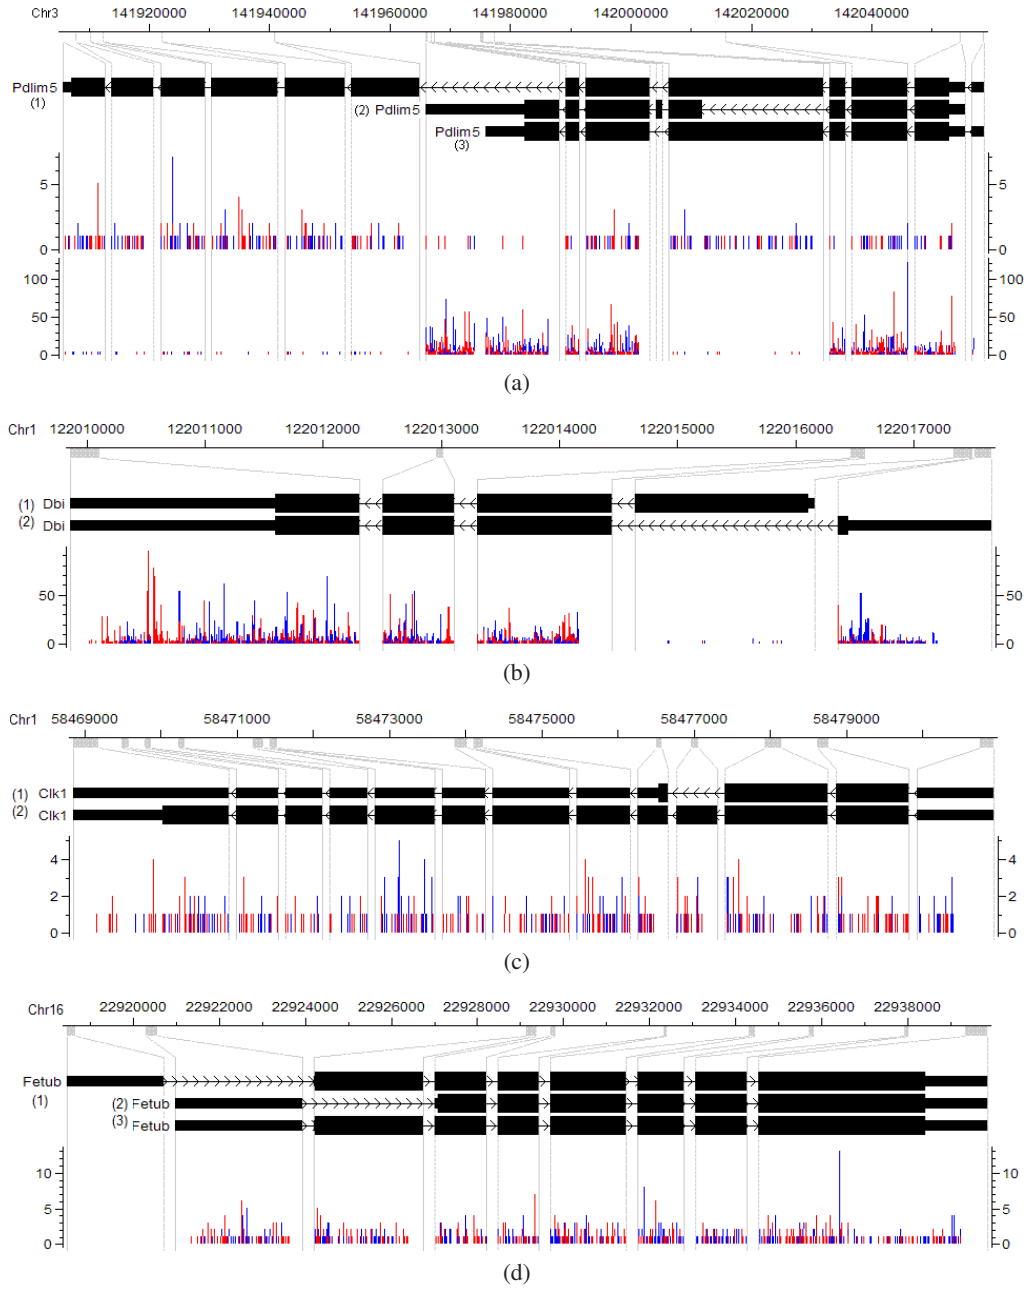 Chr3 141920000 141940000 141960000 141980000 142000000 142020000 142040000
Pdlim5
(1)
(2) Pdlim5
Pdlim5
(3)
5 5
0 0
100 100
50 50
0 0
(a)
Chr1 122010000 122011000 122012000 122013000 122014000 122015000 122016000 122017000
(1) Dbi
(2) Dbi
50 50
0 0
(b)
Chr1 58469000 58471000 58473000 58475000 58477000 58479000
(1) Clk1
(2) Clk1
4 4
2 2
0 0
(c)
Chr16 22920000 22922000 22924000 22926000 22928000 22930000 22932000 22934000 22936000 22938000
Fetub
(1)
(2) Fetub
(3) Fetub
10 10
5 5
0 0
(d)